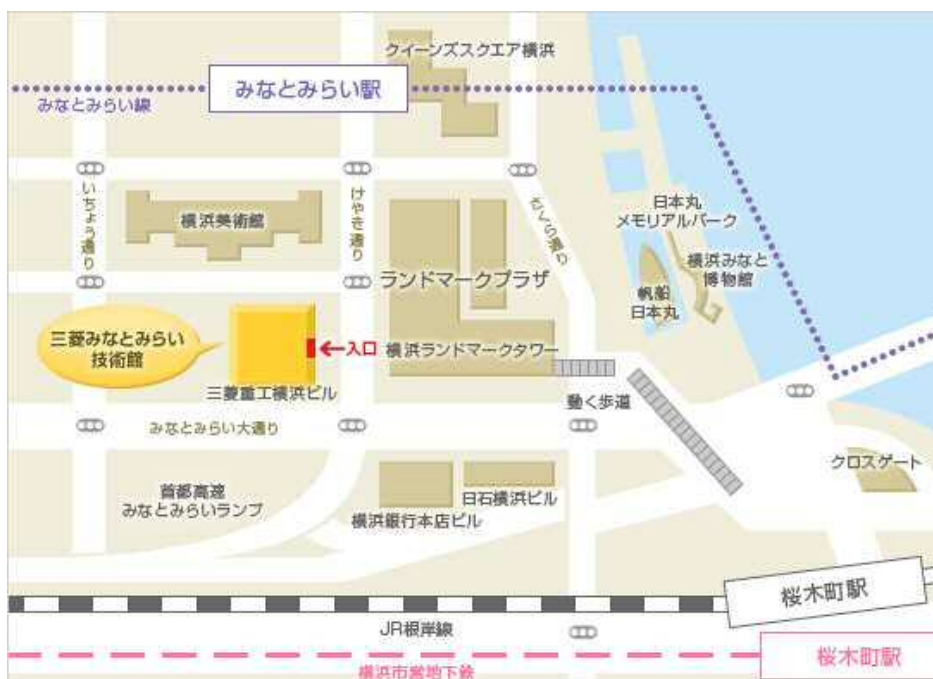 クイーンズスクエア横浜
みなとみらい駅
みなとみらい線
いちょう通り
けやき通り
さくら通り
横浜美術館
日本丸
メモリアルパーク
横浜みなと
博物館
ランドマークプラザ
帆船
日本丸
三菱みなとみらい
技術館
←入口
横浜ランドマークタワー
三菱重工横浜ビル
動く歩道
みなとみらい大通り
クロスゲート
首都高速
みなとみらいランプ
日石横浜ビル
横浜銀行本店ビル
桜木町駅
JR根岸線
桜木町駅
横浜市営地下鉄